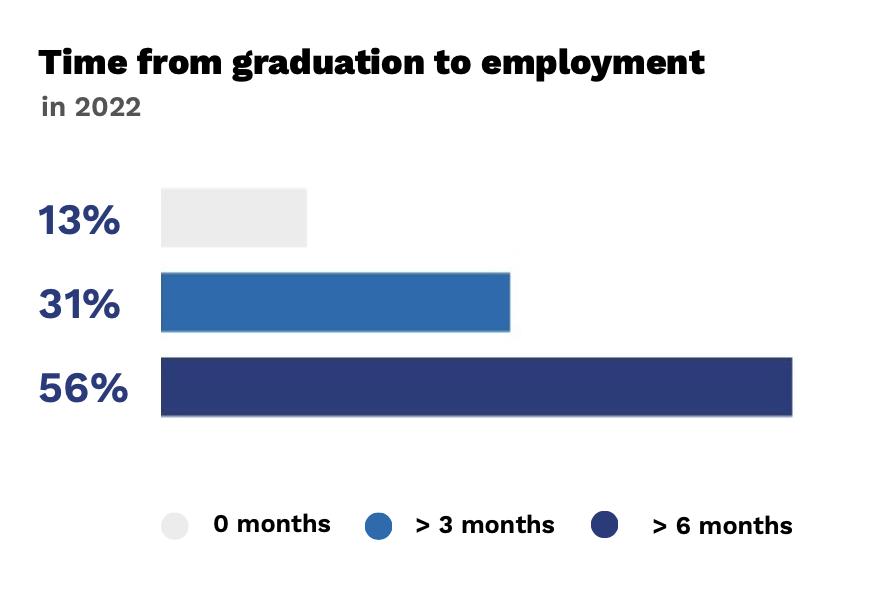 Time from graduation to employment
in 2022
13%
31%
56%
0 months > 3 months > 6 months